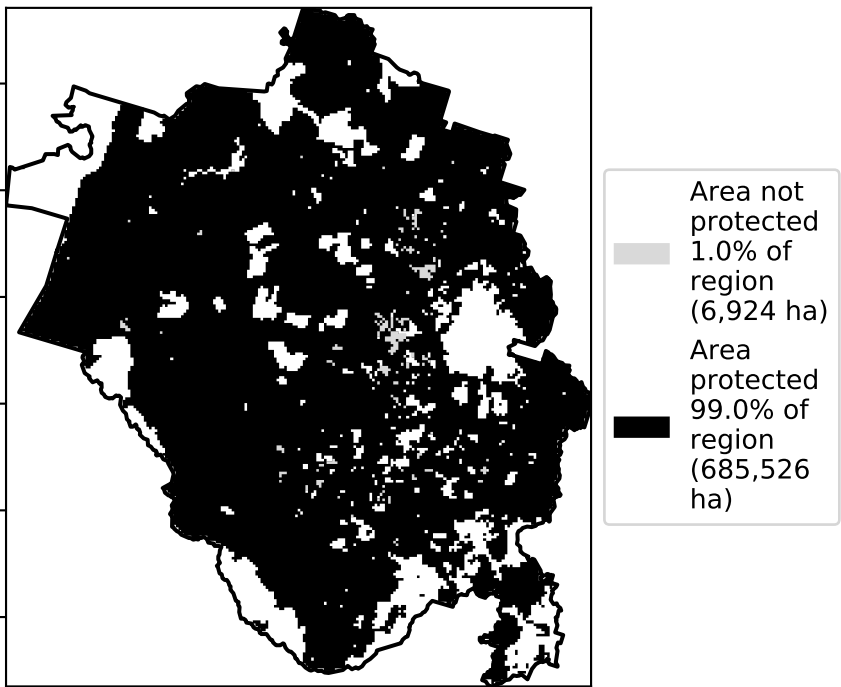 Area not
protected
1.0% of
region
(6,924 ha)
Area
protected
99.0% of
region
(685,526
ha)